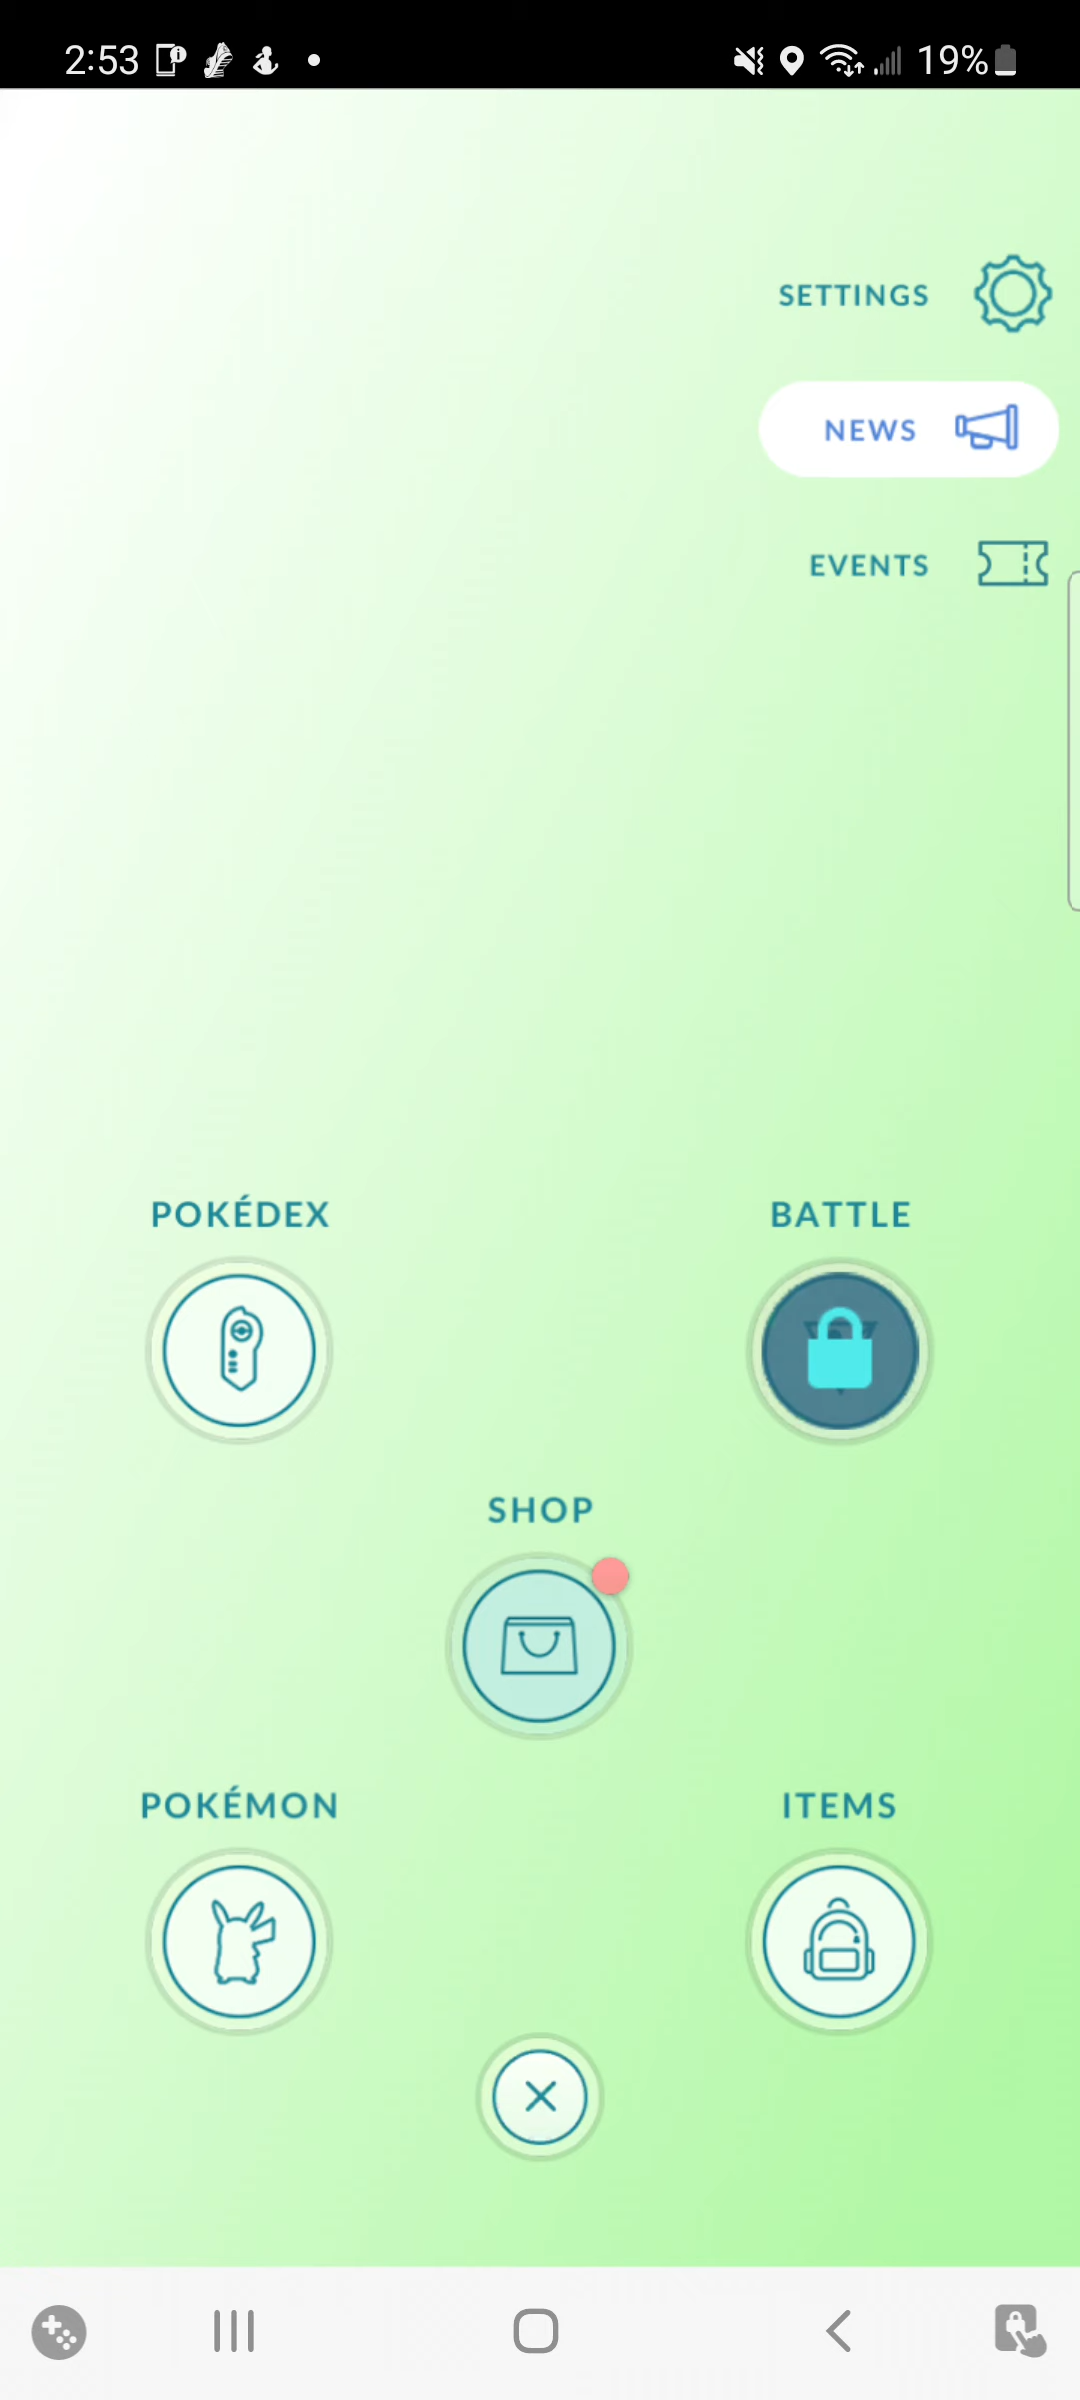 2:53
19%
SETTINGS
NEWS
EVENTS
POKÉDEX
BATTLE
SHOP
POKÉMON
ITEMS